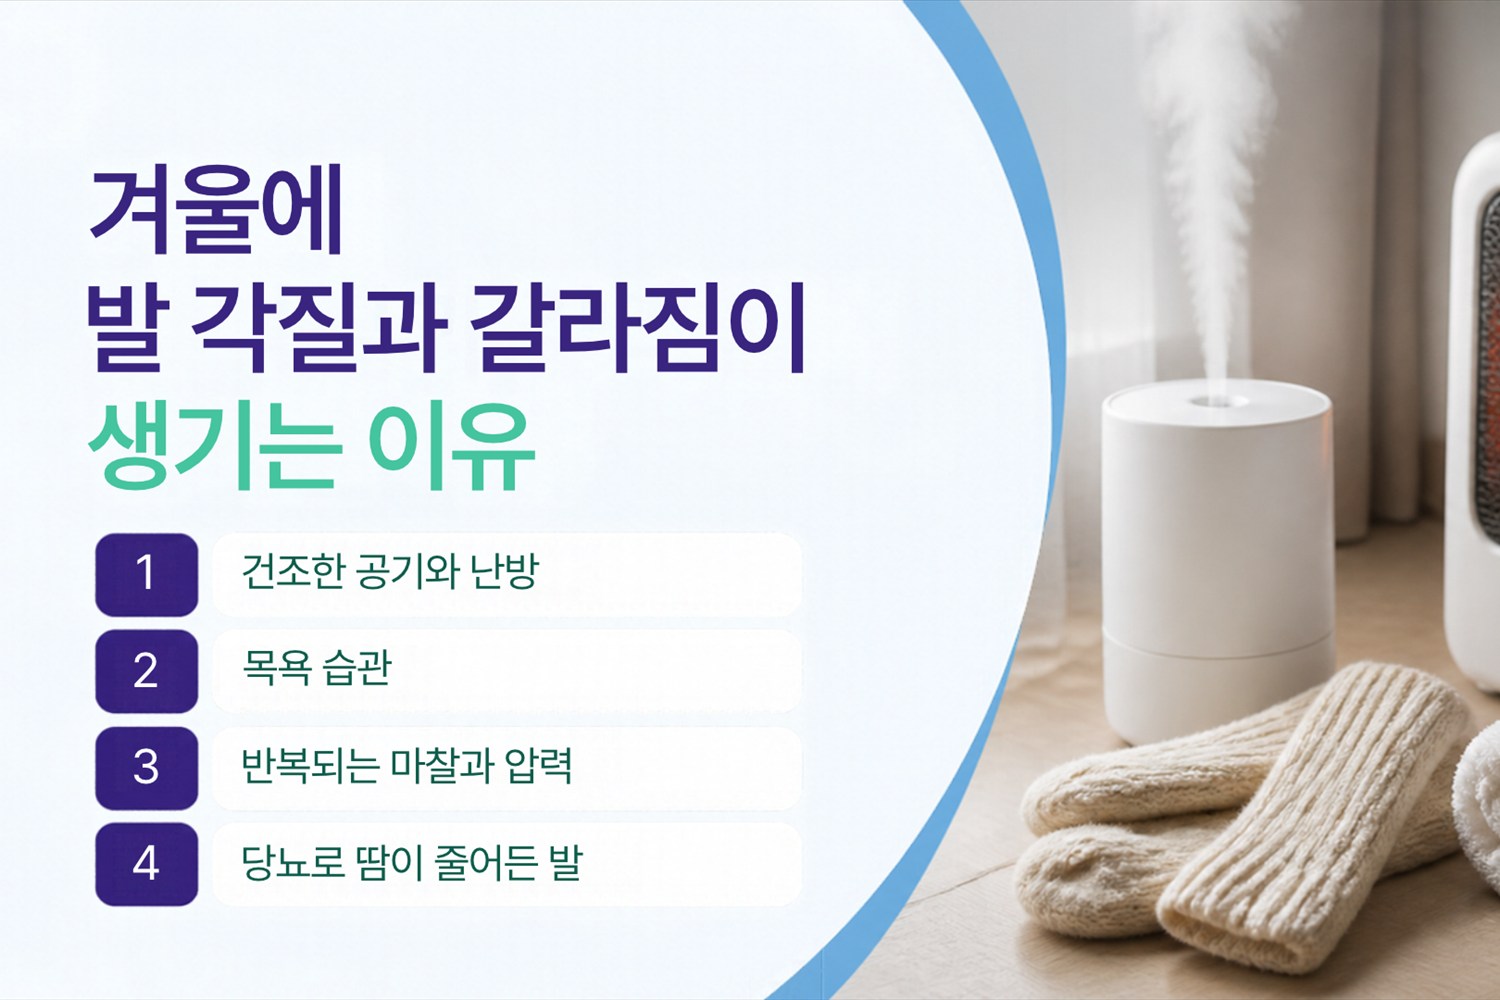 겨울에
발 각질과 갈라짐이
생기는 이유
1 건조한 공기와 난방
2 목욕 습관
3 반복되는 마찰과 압력
4 당뇨로 땀이 줄어든 발